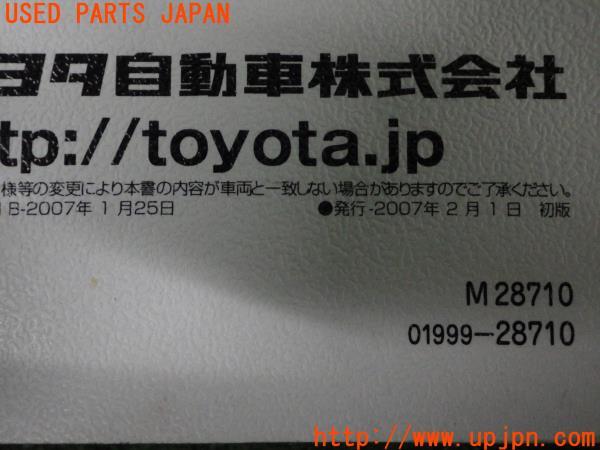 USED PARTS JAPAN
ヨタ自動車株式会社
tp://toyota.jp
様等の変更により本書の内容が車両と一致しない場合がありますのでご了承ください。
B-2007年1月25日 ●発行-2007年2月1日 初版
M 28710
01999-28710
http://www.upjpn.com